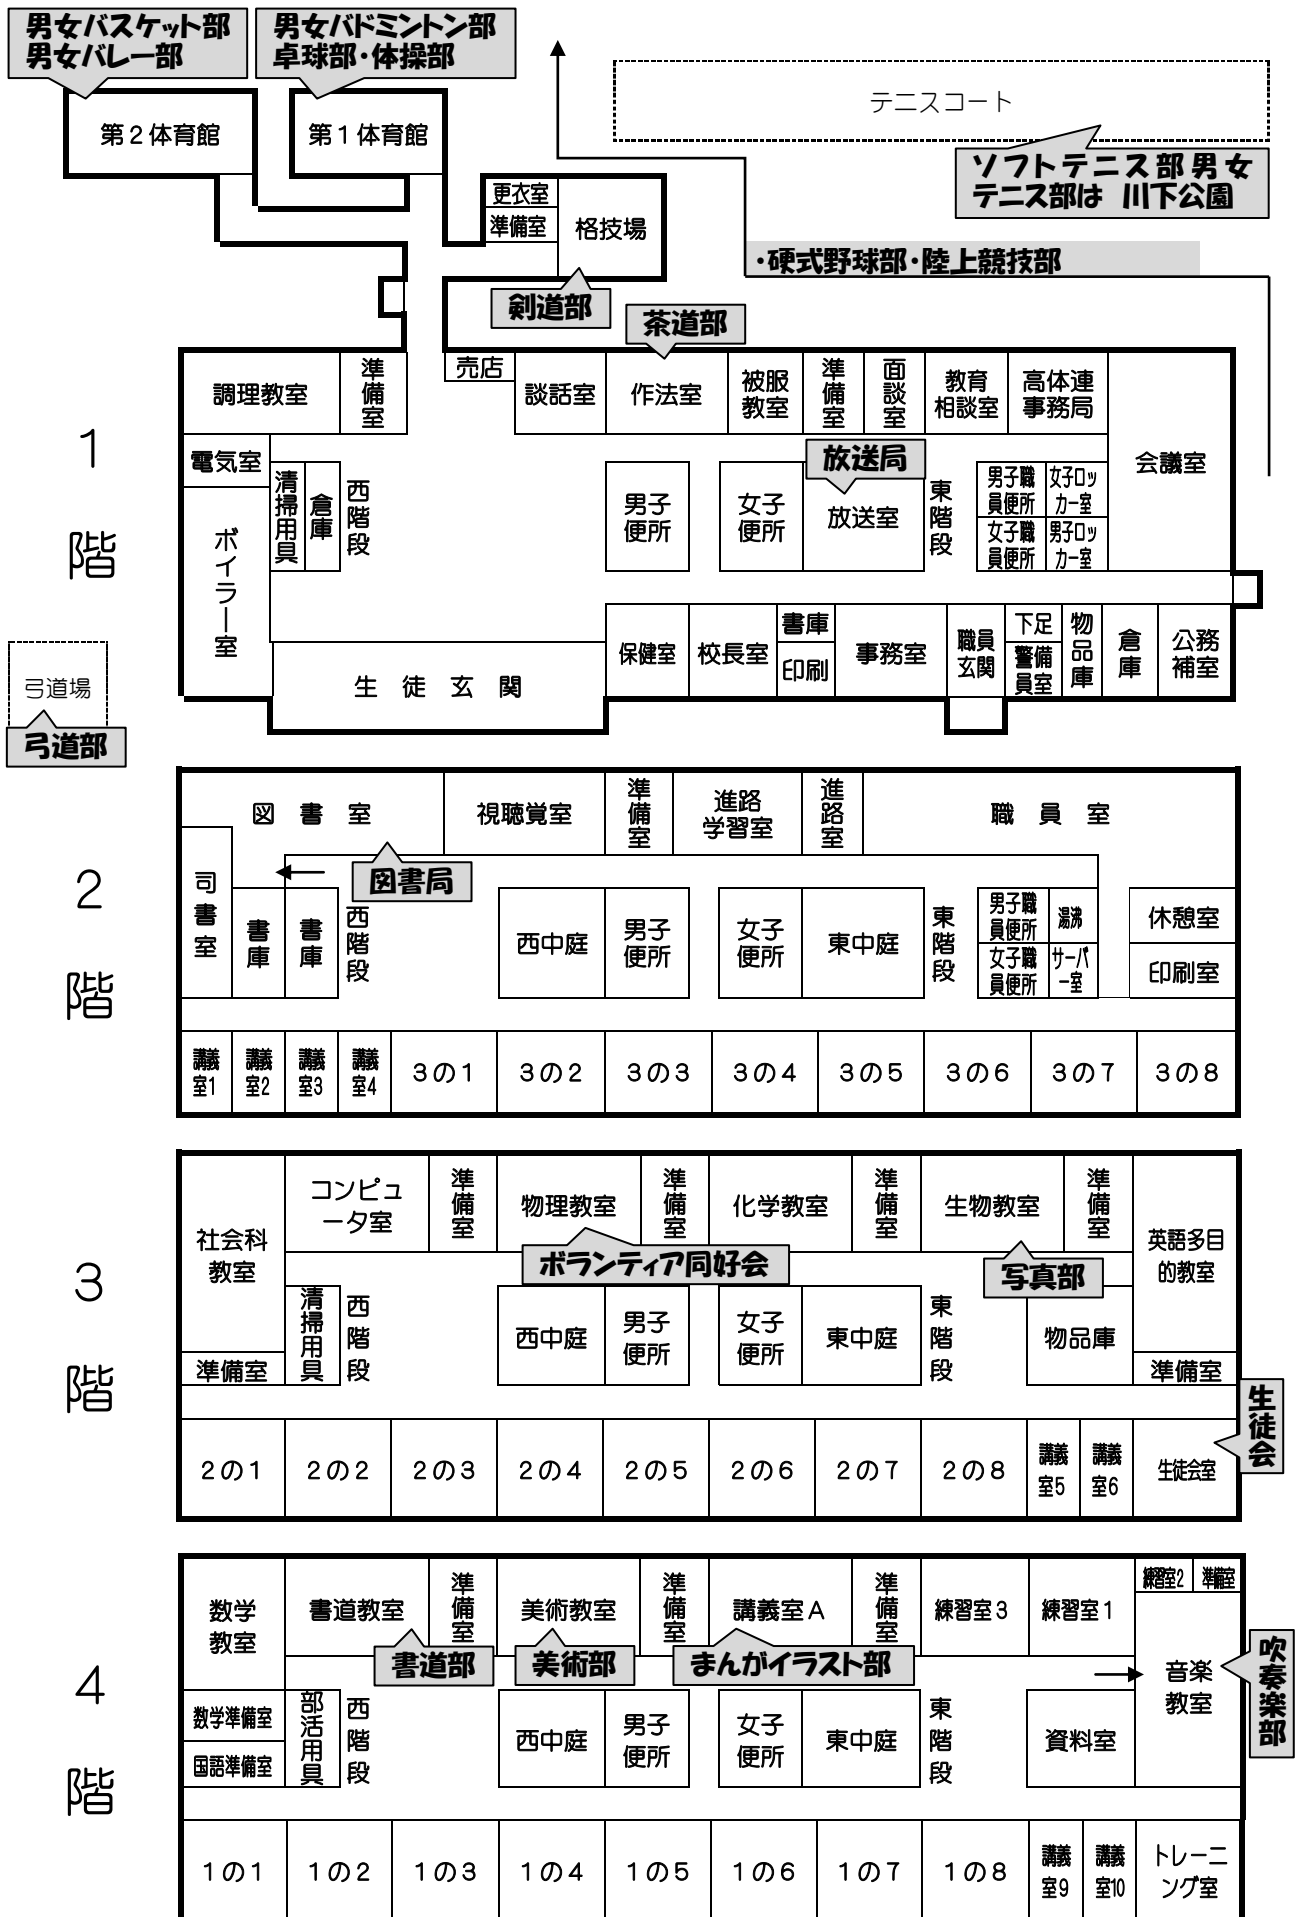 男女バスケット部
男女バレー部
男女バドミントン部
卓球部・体操部
テニスコート
第２体育館
第１体育館
ソフトテニス部男女
テニス部は 川下公園
更衣室
準備室
格技場
・硬式野球部・陸上競技部
剣道部
茶道部
1階
調理教室
準備室
売店
談話室
作法室
被服
教室
準備室
面談室
教育
相談室
高体連
事務局
会議室
電気室
清掃用具
倉庫
西階段
男子
便所
女子
便所
放送局
放送室
東階段
男子職
員便所
女子ロッ
カー室
女子職
員便所
男子ロッ
カー室
ボイラー室
生徒玄関
保健室
校長室
書庫
印刷
事務室
職員
玄関
下足
警備
員室
物品庫
倉庫
公務
補室
弓道場
弓道部
2階
図書室
視聴覚室
準備室
進路
学習室
進路室
職員室
図書局
司書室
書庫
書庫
西階段
西中庭
男子
便所
女子
便所
東中庭
東階段
男子職
員便所
湯沸
女子職
員便所
サーバ
ー室
休憩室
印刷室
講義
室1
講義
室2
講義
室3
講義
室4
３の１
３の２
３の３
３の４
３の５
３の６
３の７
３の８
3階
社会科
教室
コンピュ
ータ室
準備室
物理教室
準備室
化学教室
準備室
生物教室
準備室
英語多目
的教室
ボランティア同好会
写真部
清掃用具
西階段
西中庭
男子
便所
女子
便所
東中庭
東階段
物品庫
準備室
準備室
生徒会
２の１
２の２
２の３
２の４
２の５
２の６
２の７
２の８
講義
室5
講義
室6
生徒会室
4階
数学
教室
書道教室
準備室
美術教室
準備室
講義室Ａ
準備室
練習室３
練習室１
練習室2
準備室
書道部
美術部
まんがイラスト部
音楽
教室
吹奏楽部
数学準備室
国語準備室
部活用具
西階段
西中庭
男子
便所
女子
便所
東中庭
東階段
資料室
１の１
１の２
１の３
１の４
１の５
１の６
１の７
１の８
講義
室9
講義
室10
トレーニ
ング室